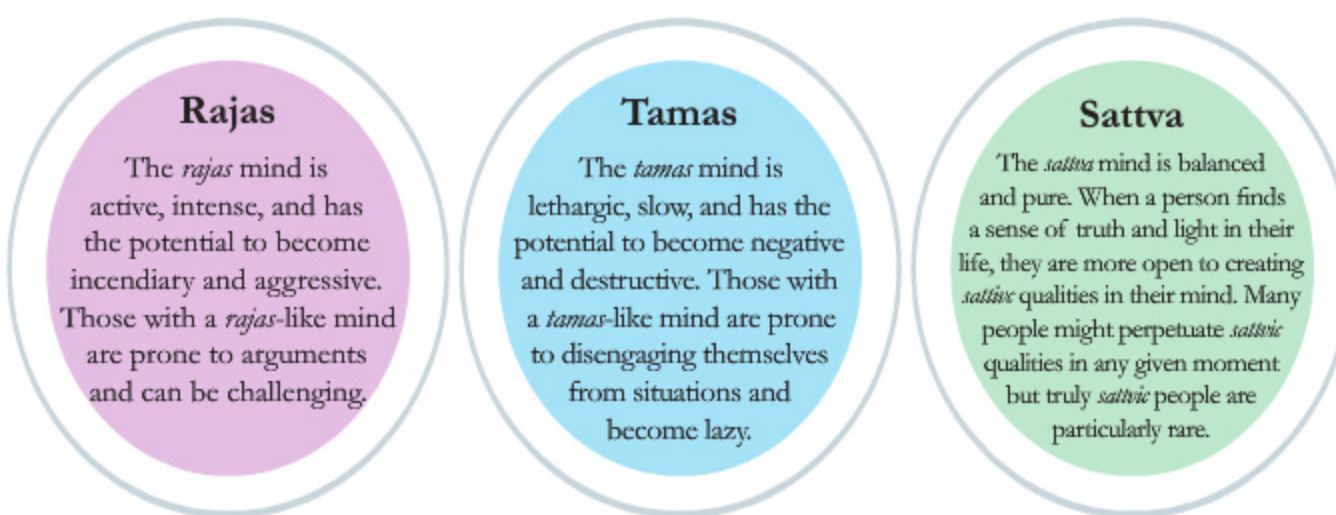 Rajas
The rajas mind is
active, intense, and has
the potential to become
incendiary and aggressive.
Those with a rajas-like mind
are prone to arguments
and can be challenging.
Tamas
The tamas mind is
lethargic, slow, and has the
potential to become negative
and destructive. Those with
a tamas-like mind are prone
to disengaging themselves
from situations and
become lazy.
Sattva
The sattva mind is balanced
and pure. When a person finds
a sense of truth and light in their
life, they are more open to creating
sattvic qualities in their mind. Many
people might perpetuate sattvic
qualities in any given moment
but truly sattvic people are
particularly rare.